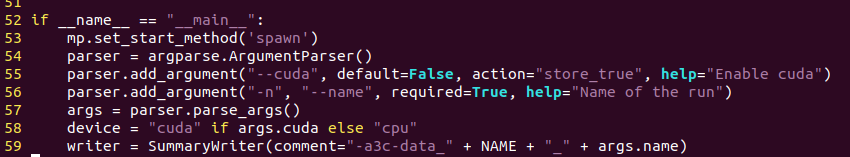 51
52 if __name__ == "__main__":
53     mp.set_start_method('spawn')
54     parser = argparse.ArgumentParser()
55     parser.add_argument("--cuda", default=False, action="store_true", help="Enable cuda")
56     parser.add_argument("-n", "--name", required=True, help="Name of the run")
57     args = parser.parse_args()
58     device = "cuda" if args.cuda else "cpu"
59     writer = SummaryWriter(comment="-a3c-data_" + NAME + "_" + args.name)